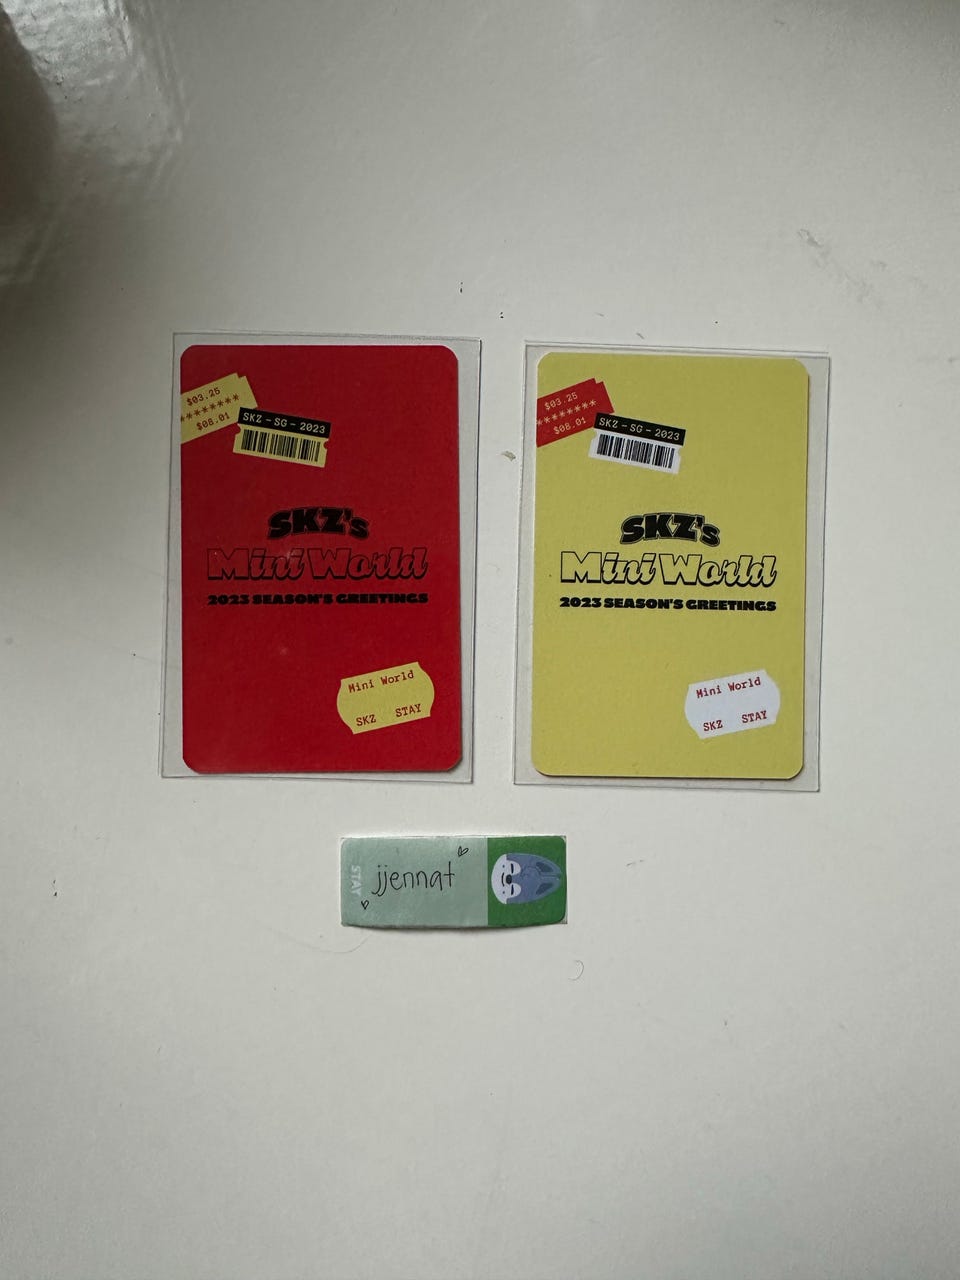 $03.25
********
$08.01
SKZ-SG-2023
SKZ's
Mini World
2023 SEASON'S GREETINGS
Mini World
SKZ STAY
$03.25
********
$08.01
SKZ-SG-2023
SKZ's
Mini World
2023 SEASON'S GREETINGS
Mini World
SKZ STAY
STAY
jjennat